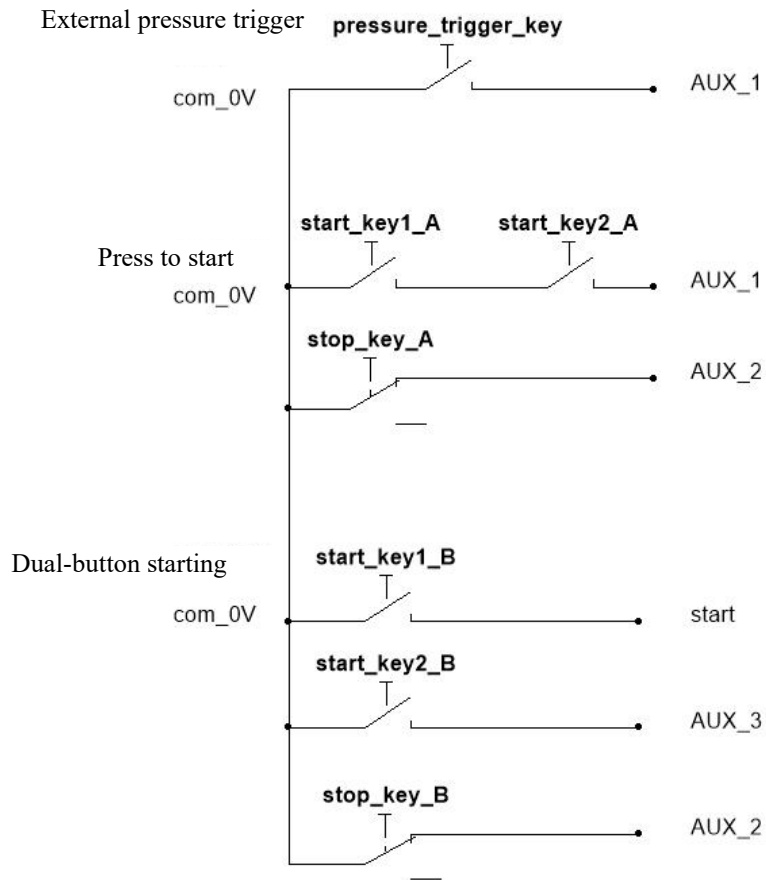 External pressure trigger
pressure_trigger_key
com_0V
AUX_1
start_key1_A
start_key2_A
Press to start
com_0V
AUX_1
stop_key_A
AUX_2
Dual-button starting
start_key1_B
com_0V
start
start_key2_B
AUX_3
stop_key_B
AUX_2